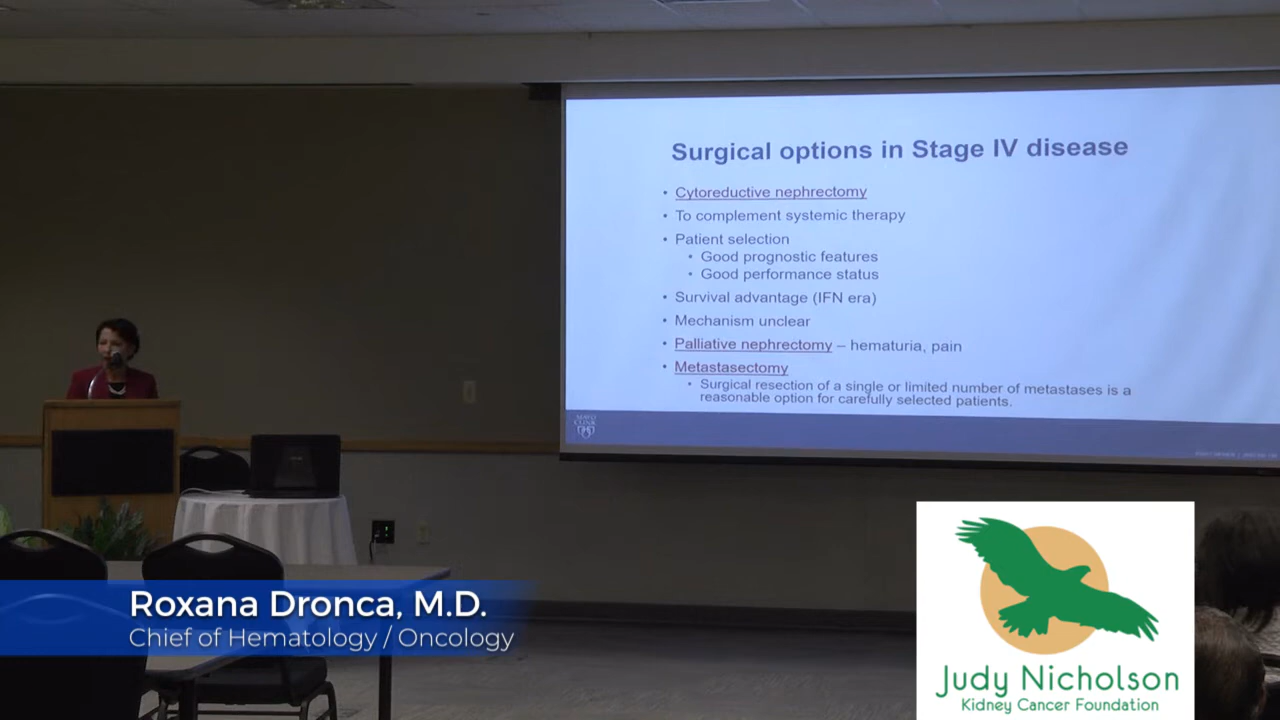 Surgical options in Stage IV disease
• Cytoreductive nephrectomy
• To complement systemic therapy
• Patient selection
• Good prognostic features
• Good performance status
• Survival advantage (IFN era)
• Mechanism unclear
• Palliative nephrectomy – hematuria, pain
• Metastasectomy
• Surgical resection of a single or limited number of metastases is a
reasonable option for carefully selected patients.
MAYO
CLINIC
Roxana Dronca, M.D.
Chief of Hematology / Oncology
Judy Nicholson
Kidney Cancer Foundation